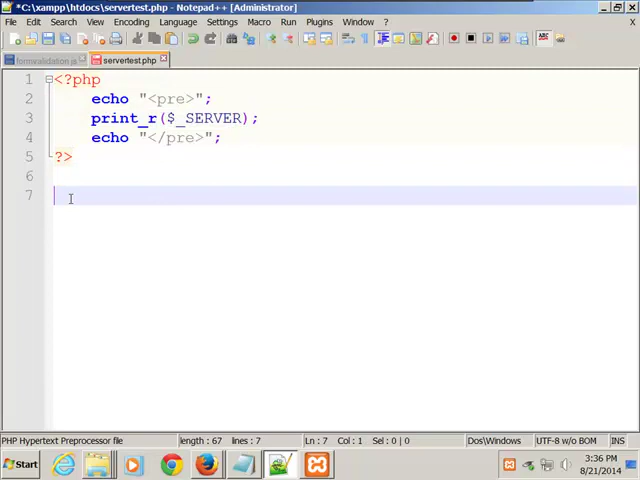 *C:\xampp\htdocs\servertest.php - Notepad++ [Administrator]
File Edit Search View Encoding Language Settings Macro Run Plugins Window ?
formvalidation.js servertest.php
1 <?php
2 echo "<pre>";
3 print_r($_SERVER);
4 echo "</pre>";
5 ?>
6
7
PHP Hypertext Preprocessor file length : 67 lines : 7 Ln : 7 Col : 1 Sel : 0 | 0 Dos\Windows UTF-8 w/o BOM INS
Start 3:36 PM
8/21/2014